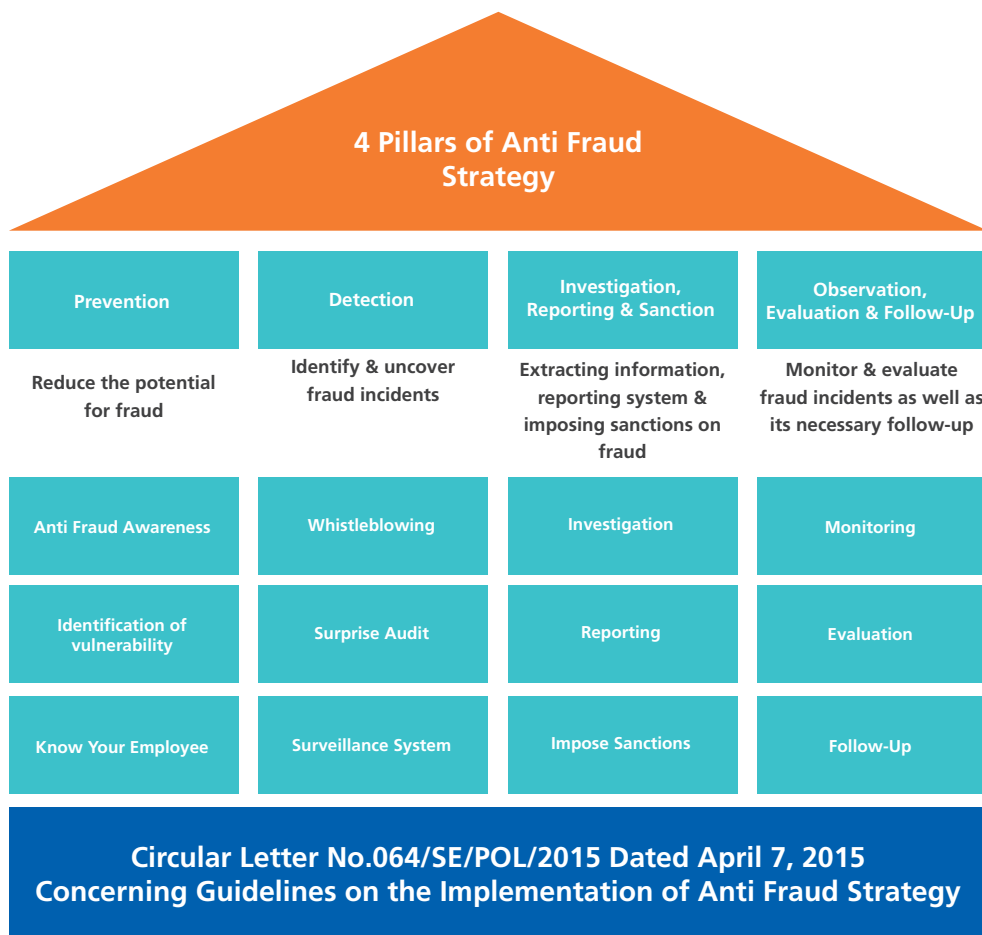 4 Pillars of Anti Fraud
Strategy
Prevention
Detection
Investigation,
Reporting & Sanction
Observation,
Evaluation & Follow-Up
Reduce the potential
for fraud
Identify & uncover
fraud incidents
Extracting information,
reporting system &
imposing sanctions on
fraud
Monitor & evaluate
fraud incidents as well as
its necessary follow-up
Anti Fraud Awareness
Whistleblowing
Investigation
Monitoring
Identification of
vulnerability
Surprise Audit
Reporting
Evaluation
Know Your Employee
Surveillance System
Impose Sanctions
Follow-Up
Circular Letter No.064/SE/POL/2015 Dated April 7, 2015
Concerning Guidelines on the Implementation of Anti Fraud Strategy